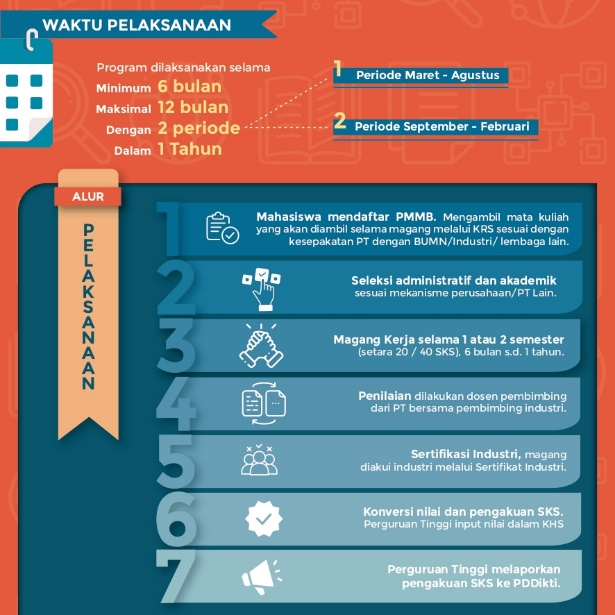 WAKTU PELAKSANAAN
Program dilaksanakan selama
Minimum 6 bulan
Maksimal 12 bulan
Dengan 2 periode
Dalam 1 Tahun
1 Periode Maret - Agustus
2 Periode September - Februari
ALUR
PELAKSANAAN
1
Mahasiswa mendaftar PMMB. Mengambil mata kuliah
yang akan diambil selama magang melalui KRS sesuai dengan
kesepakatan PT dengan BUMN/Industri/ lembaga lain.
2
Seleksi administratif dan akademik
sesuai mekanisme perusahaan/PT Lain.
3
Magang Kerja selama 1 atau 2 semester
(setara 20 / 40 SKS), 6 bulan s.d. 1 tahun.
4
Penilaian dilakukan dosen pembimbing
dari PT bersama pembimbing industri.
5
Sertifikasi Industri, magang
diakui industri melalui Sertifikat Industri.
6
Konversi nilai dan pengakuan SKS.
Perguruan Tinggi input nilai dalam KHS
7
Perguruan Tinggi melaporkan
pengakuan SKS ke PDDikti.